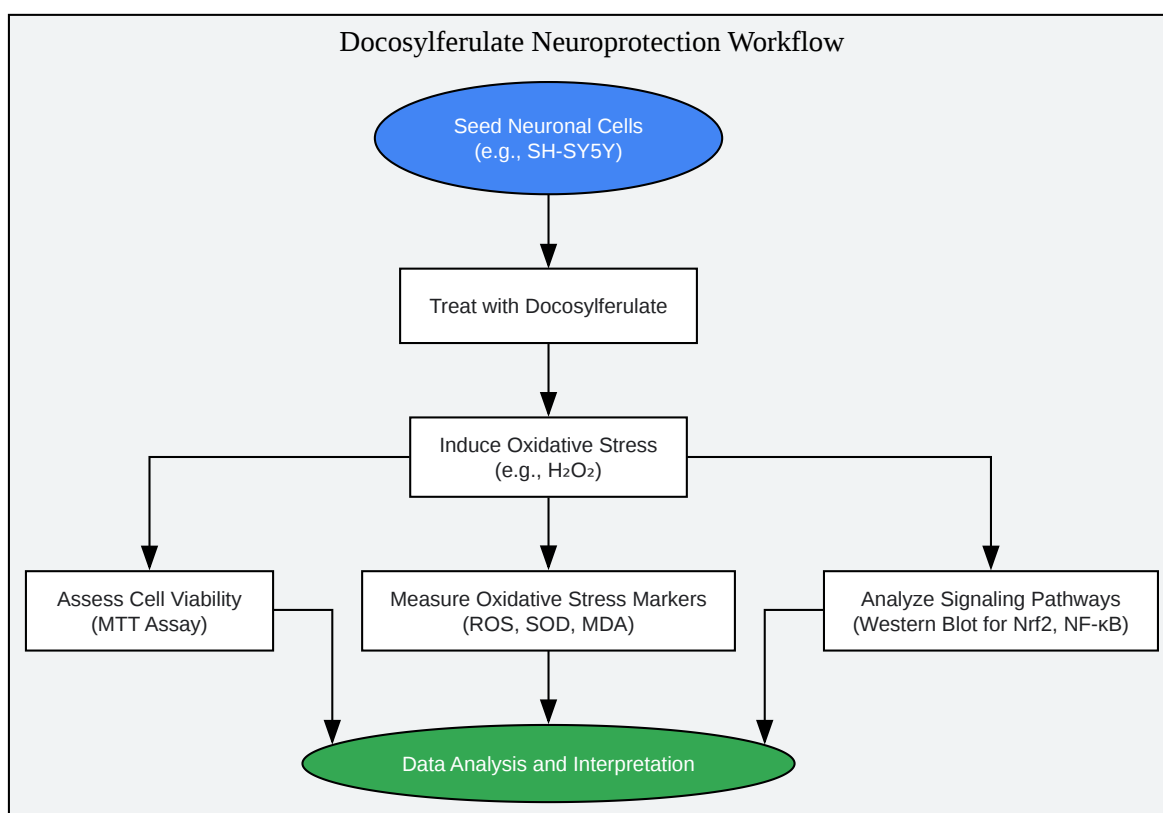 Docosylferulate Neuroprotection Workflow
Seed Neuronal Cells
(e.g., SH-SY5Y)
Treat with Docosylferulate
Induce Oxidative Stress
(e.g., H₂O₂)
Assess Cell Viability
(MTT Assay)
Measure Oxidative Stress Markers
(ROS, SOD, MDA)
Analyze Signaling Pathways
(Western Blot for Nrf2, NF-κB)
Data Analysis and Interpretation